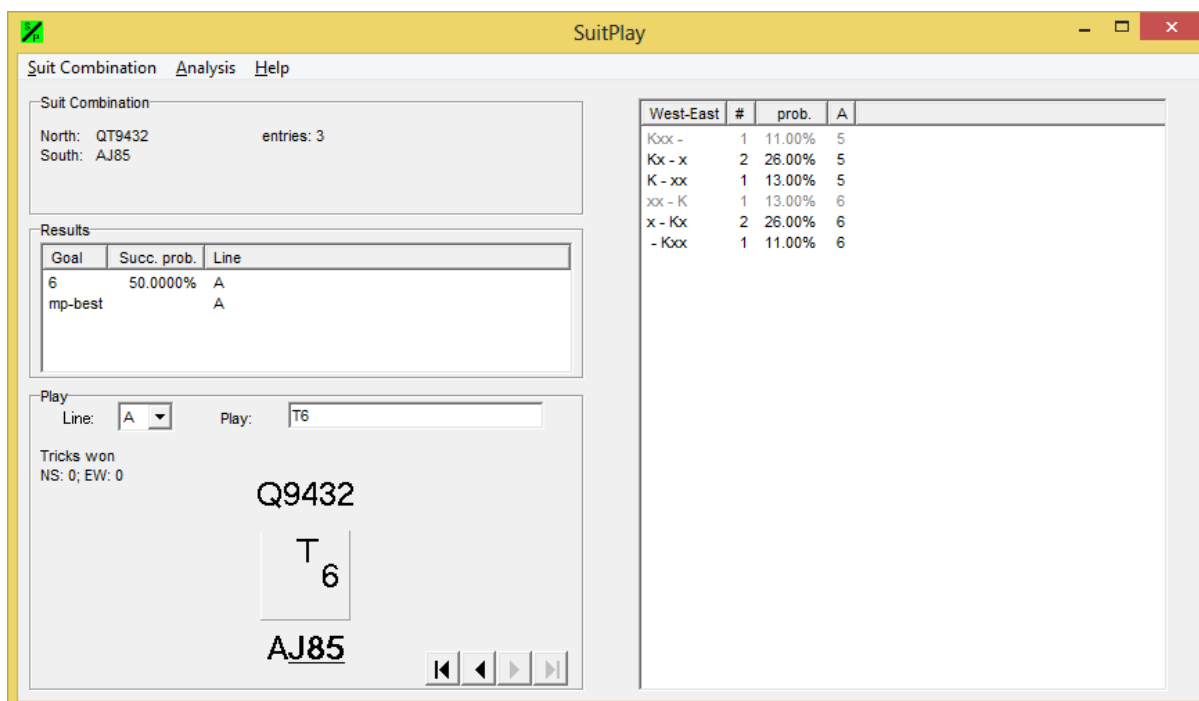 S/P SuitPlay
Suit Combination Analysis Help
Suit Combination
North: QT9432 entries: 3
South: AJ85
Results
Goal Succ. prob. Line
6 50.0000% A
mp-best A
Play
Line: A Play: T6
Tricks won
NS: 0; EW: 0
Q9432
T
6
AJ85
West-East # prob. A
Kxx - 1 11.00% 5
Kx - x 2 26.00% 5
K - xx 1 13.00% 5
xx - K 1 13.00% 6
x - Kx 2 26.00% 6
- Kxx 1 11.00% 6